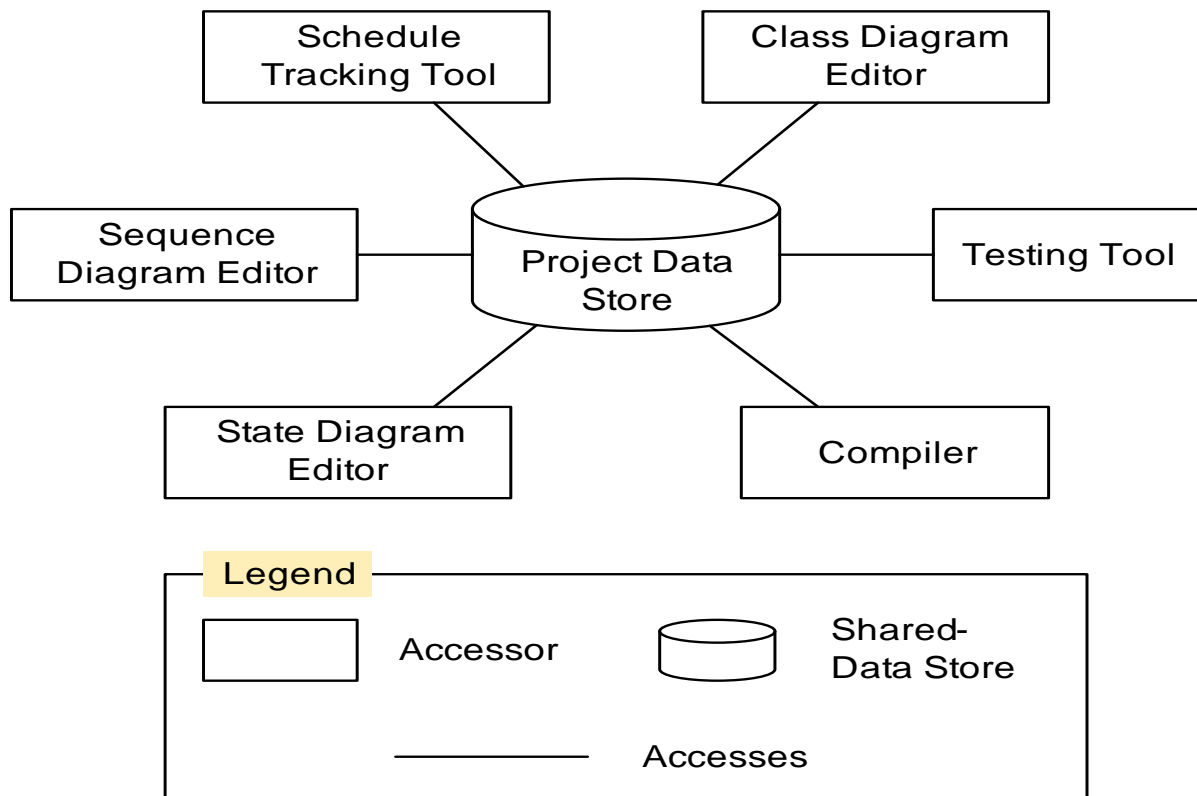 Schedule
Tracking Tool
Class Diagram
Editor
Sequence
Diagram Editor
Project Data
Store
Testing Tool
State Diagram
Editor
Compiler
Legend
Accessor
Shared-
Data Store
Accesses